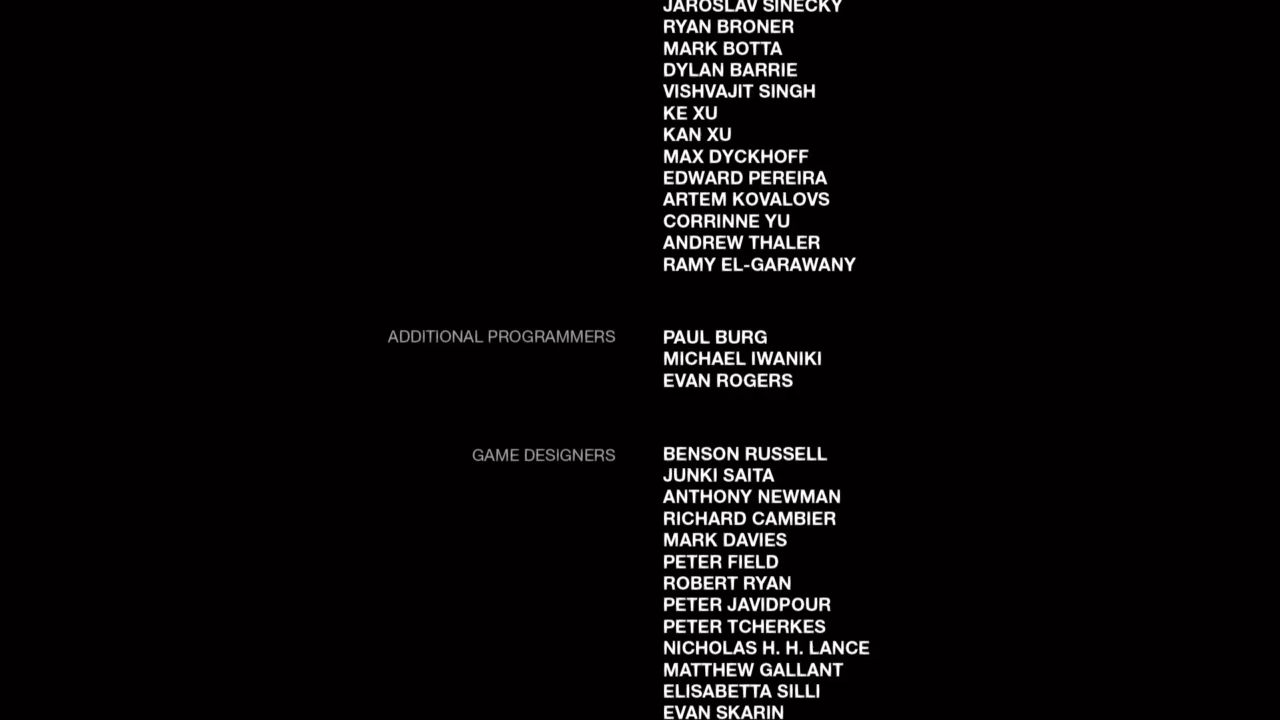 JAROSLAV SINECKY
RYAN BRONER
MARK BOTTA
DYLAN BARRIE
VISHVAJIT SINGH
KE XU
KAN XU
MAX DYCKHOFF
EDWARD PEREIRA
ARTEM KOVALOVS
CORRINNE YU
ANDREW THALER
RAMY EL-GARAWANY
ADDITIONAL PROGRAMMERS PAUL BURG
MICHAEL IWANIKI
EVAN ROGERS
GAME DESIGNERS BENSON RUSSELL
JUNKI SAITA
ANTHONY NEWMAN
RICHARD CAMBIER
MARK DAVIES
PETER FIELD
ROBERT RYAN
PETER JAVIDPOUR
PETER TCHERKES
NICHOLAS H. H. LANCE
MATTHEW GALLANT
ELISABETTA SILLI
EVAN SKARIN